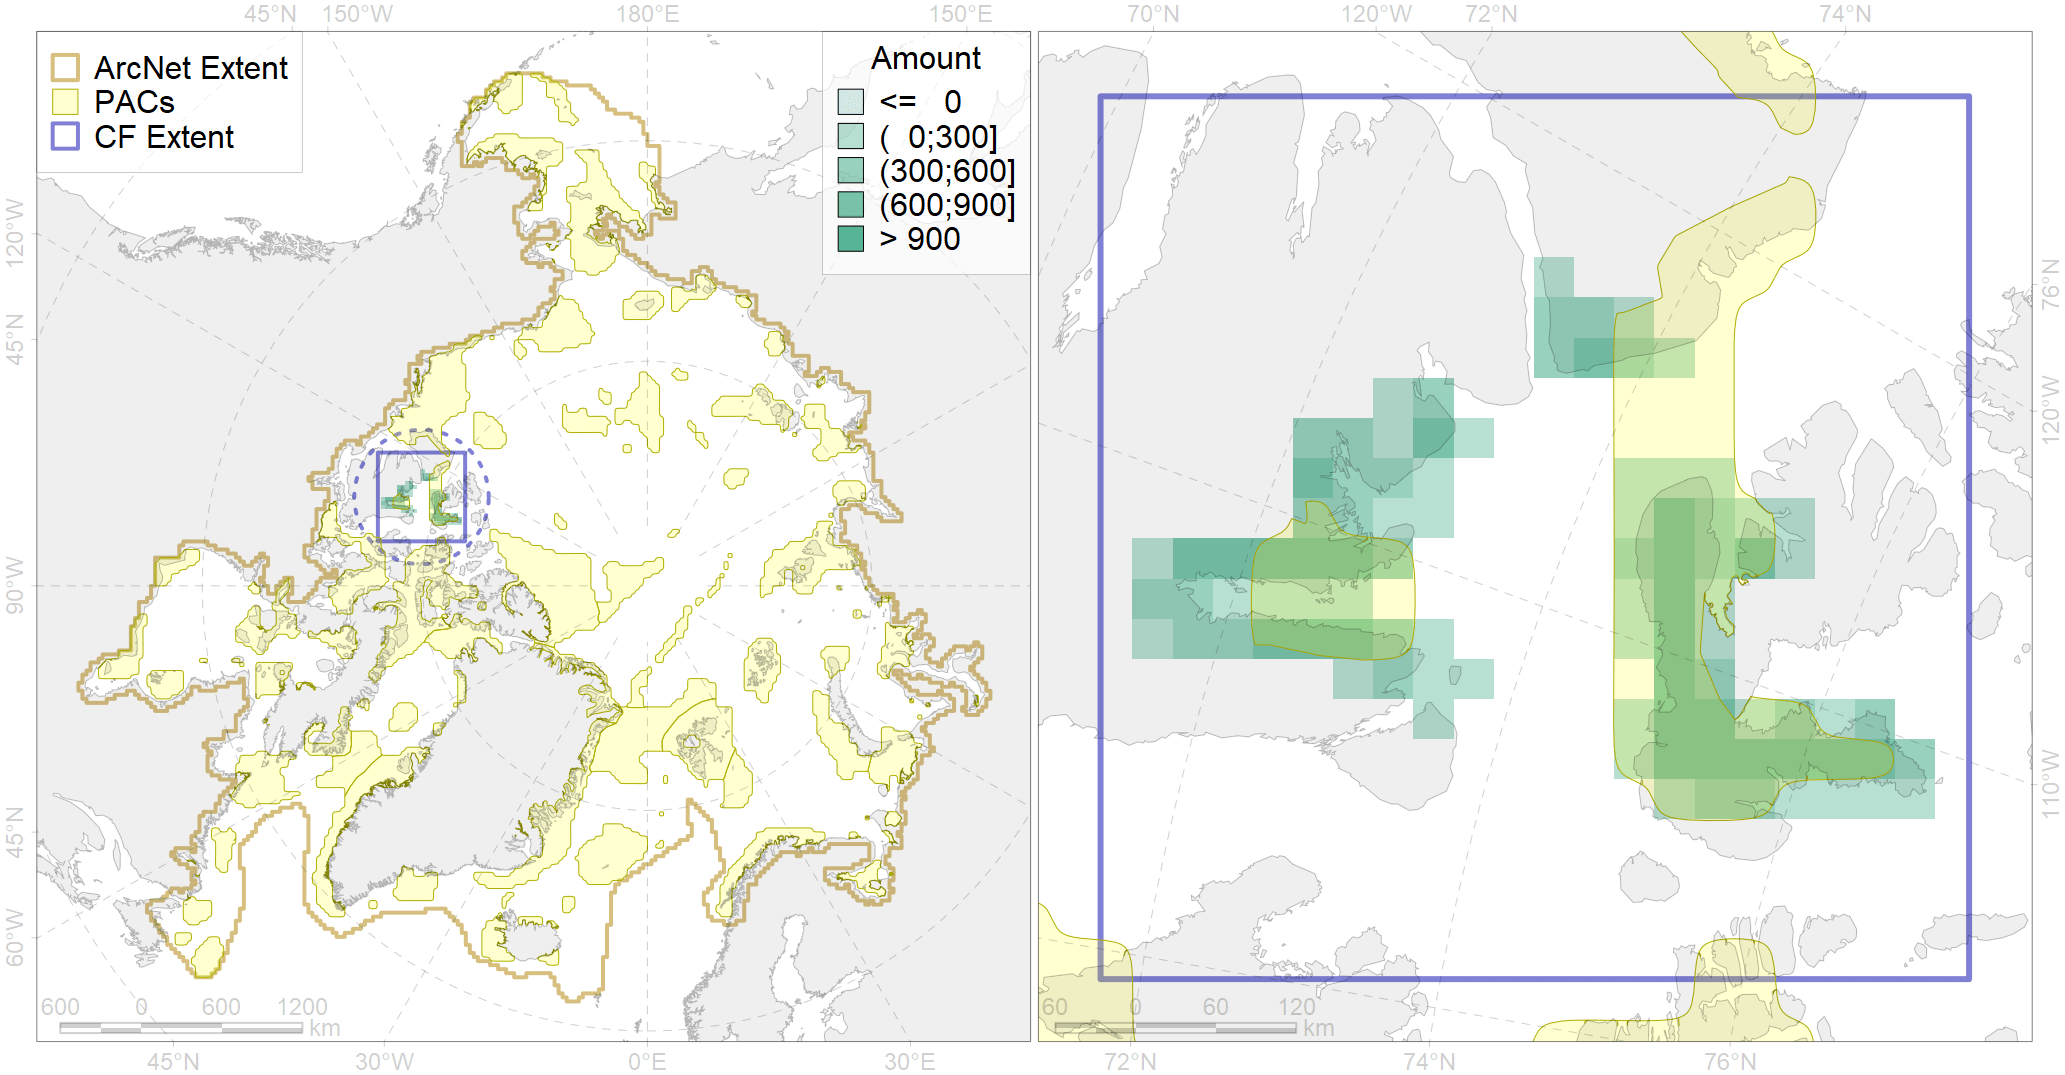 45°N 150°W 180°E 150°E 70°N 120°W 72°N 74°N
ArcNet Extent
PACs
CF Extent
Amount
<= 0
( 0;300]
(300;600]
(600;900]
> 900
120°W
45°N
90°W
45°N
60°W
76°N
120°W
110°W
600 0 600 1200
km
60 0 60 120
km
45°N 30°W 0°E 30°E 72°N 74°N 76°N